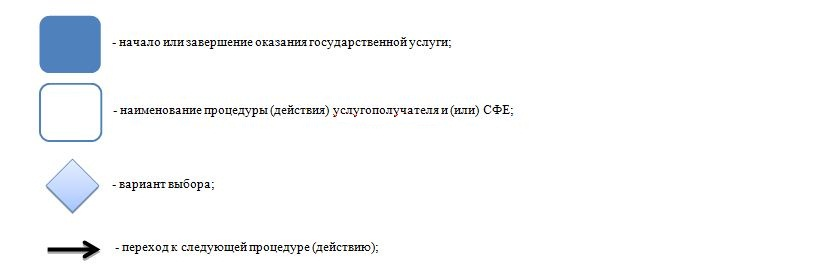 - начало или завершение оказания государственной услуги;
- наименование процедуры (действия) услугополучателя и (или) СФЕ;
- вариант выбора;
- переход к следующей процедуре (действию);